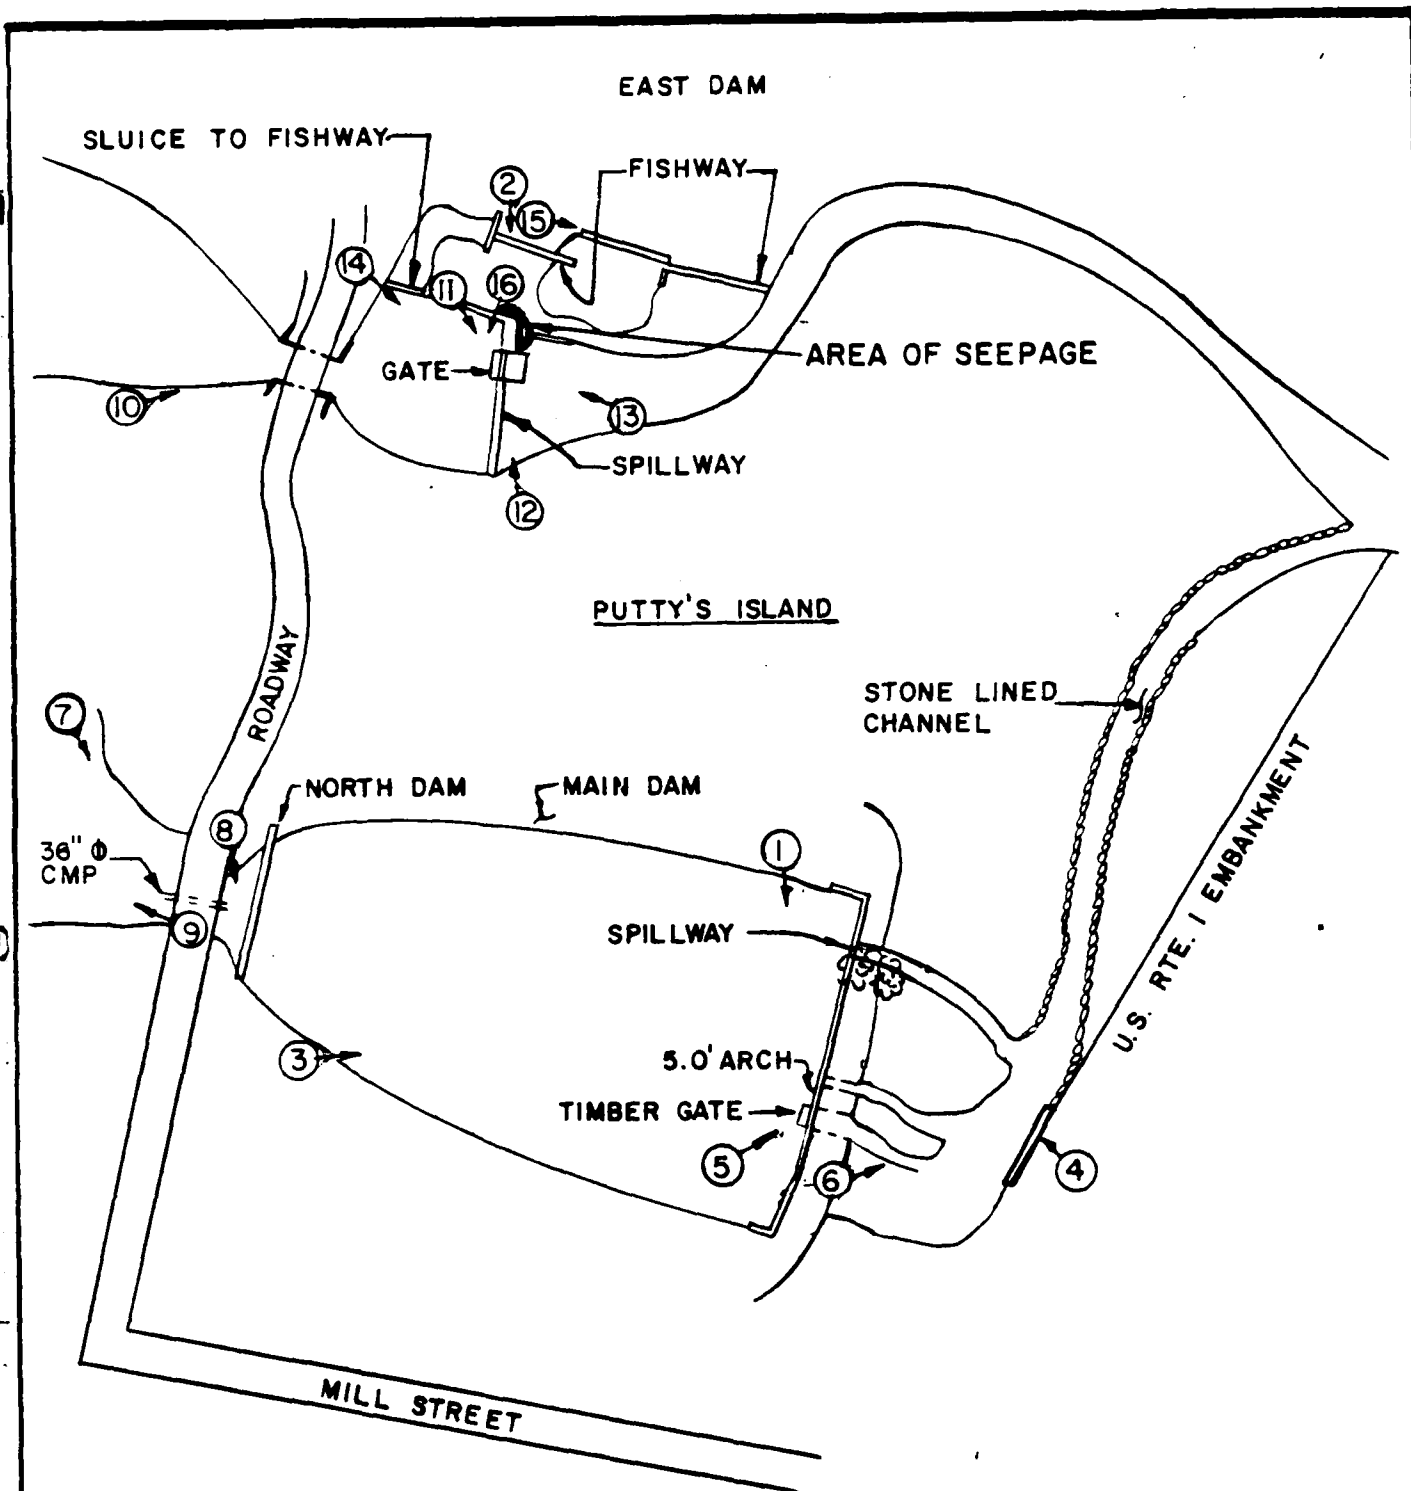 EAST DAM
SLUICE TO FISHWAY
FISHWAY
2
15
14
11
16
AREA OF SEEPAGE
GATE
10
13
SPILLWAY
12
PUTTY'S ISLAND
ROADWAY
STONE LINED
CHANNEL
7
U.S. RTE. 1 EMBANKMENT
NORTH DAM
MAIN DAM
8
36" Φ
CMP
1
9
SPILLWAY
3
5.0' ARCH
TIMBER GATE
5
6
4
MILL STREET